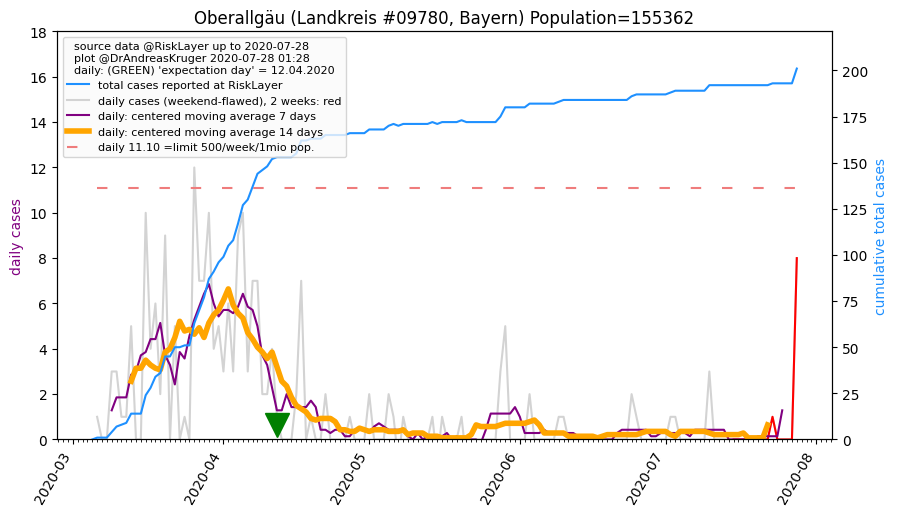 Oberallgäu (Landkreis #09780, Bayern) Population=155362
source data @RiskLayer up to 2020-07-28
plot @DrAndreasKruger 2020-07-28 01:28
daily: (GREEN) 'expectation day' = 12.04.2020
total cases reported at RiskLayer
daily cases (weekend-flawed), 2 weeks: red
daily: centered moving average 7 days
daily: centered moving average 14 days
daily 11.10 =limit 500/week/1mio pop.
daily cases
18
16
14
12
10
8
6
4
2
0
cumulative total cases
200
175
150
125
100
75
50
25
0
2020-03
2020-04
2020-05
2020-06
2020-07
2020-08